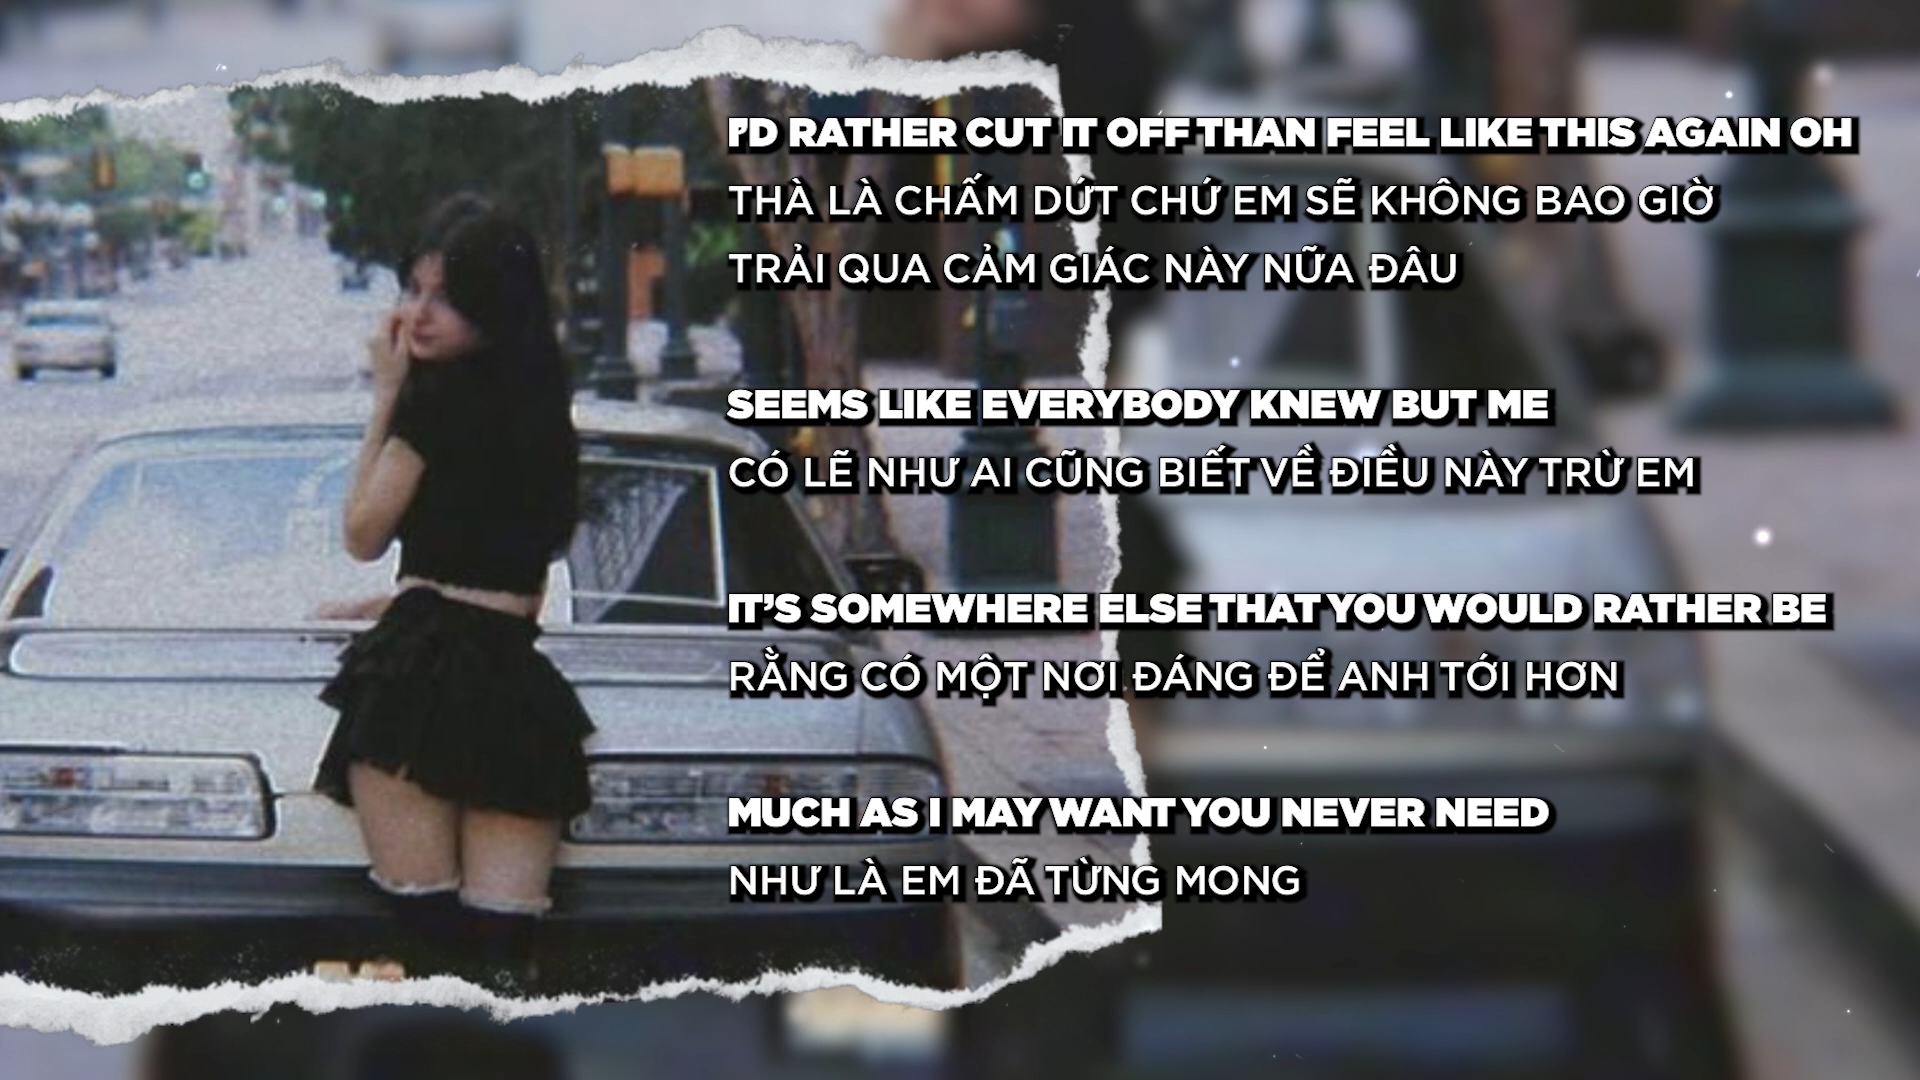 I'D RATHER CUT IT OFF THAN FEEL LIKE THIS AGAIN OH
THÀ LÀ CHẤM DỨT CHỨ EM SẼ KHÔNG BAO GIỜ
TRẢI QUA CẢM GIÁC NÀY NỮA ĐÂU
SEEMS LIKE EVERYBODY KNEW BUT ME
CÓ LẼ NHƯ AI CŨNG BIẾT VỀ ĐIỀU NÀY TRỪ EM
IT'S SOMEWHERE ELSE THAT YOU WOULD RATHER BE
RẰNG CÓ MỘT NƠI ĐÁNG ĐỂ ANH TỚI HƠN
MUCH AS I MAY WANT YOU NEVER NEED
NHƯ LÀ EM ĐÃ TỪNG MONG